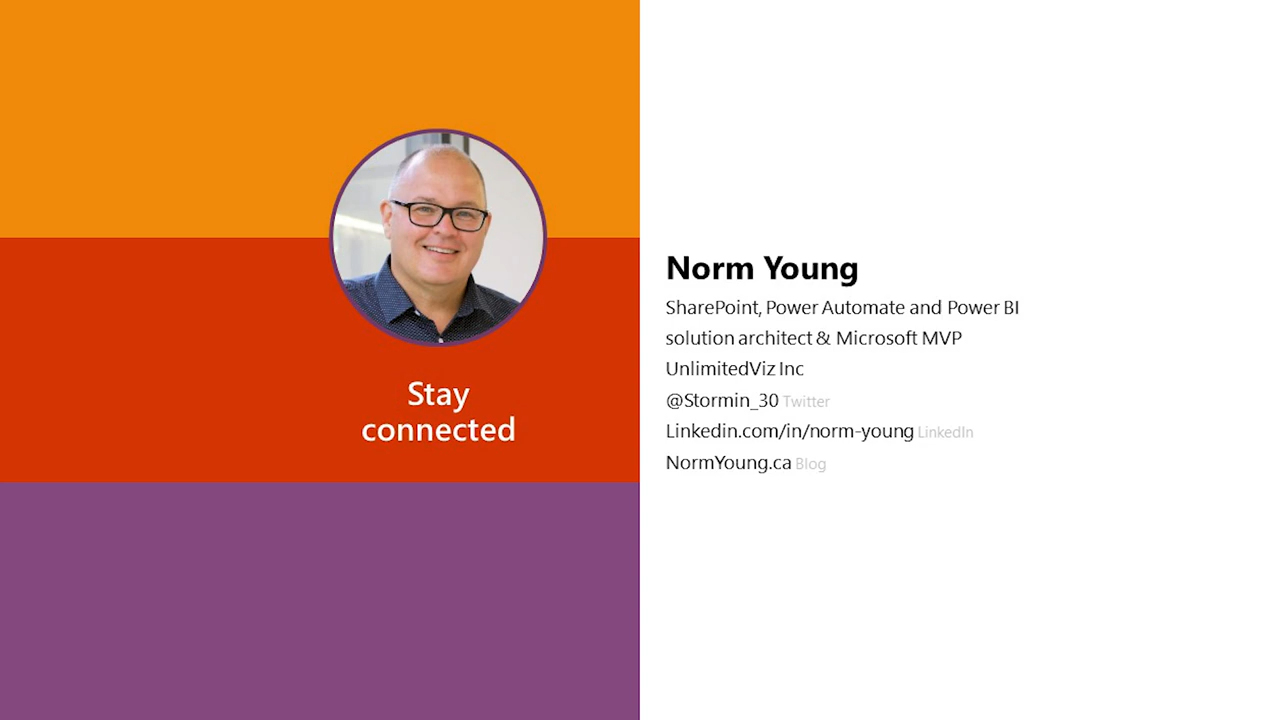 Stay
connected
Norm Young
SharePoint, Power Automate and Power BI
solution architect & Microsoft MVP
UnlimitedViz Inc
@Stormin_30 Twitter
Linkedin.com/in/norm-young LinkedIn
NormYoung.ca Blog